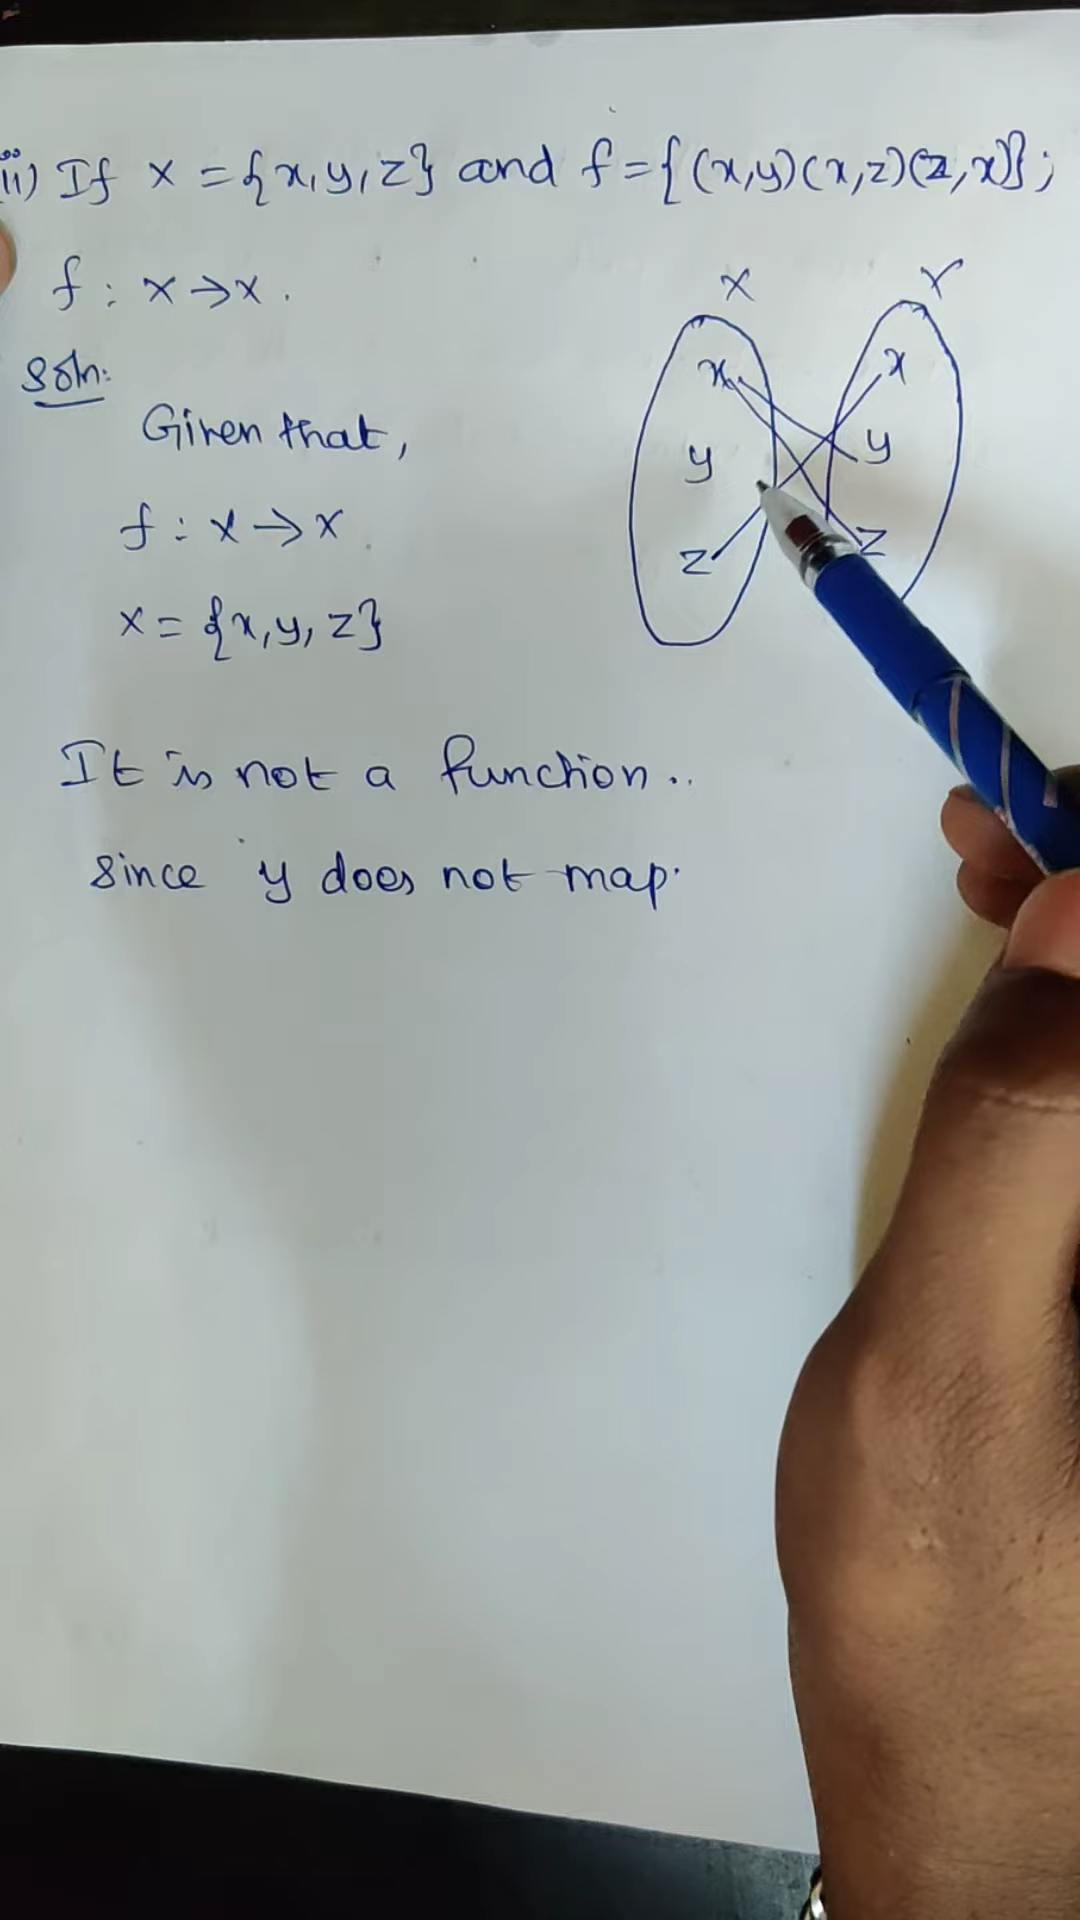 ii) If X = {x, y, z} and f = {(x,y)(x,z)(z,x)};
f : X → X.
Soln:
Given that,
f : X → X.
X = {x, y, z}
X Y
x x
y y
z z
It is not a function..
Since y does not map.